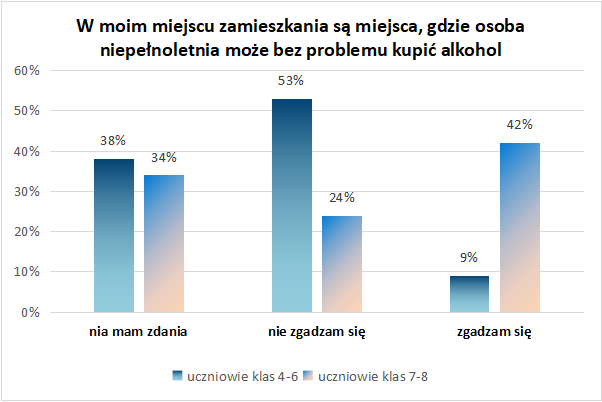 W moim miejscu zamieszkania są miejsca, gdzie osoba
niepełnoletnia może bez problemu kupić alkohol
60%
50%
40%
30%
20%
10%
0%
38%
34%
53%
24%
9%
42%
nia mam zdania
nie zgadzam się
zgadzam się
uczniowie klas 4-6
uczniowie klas 7-8